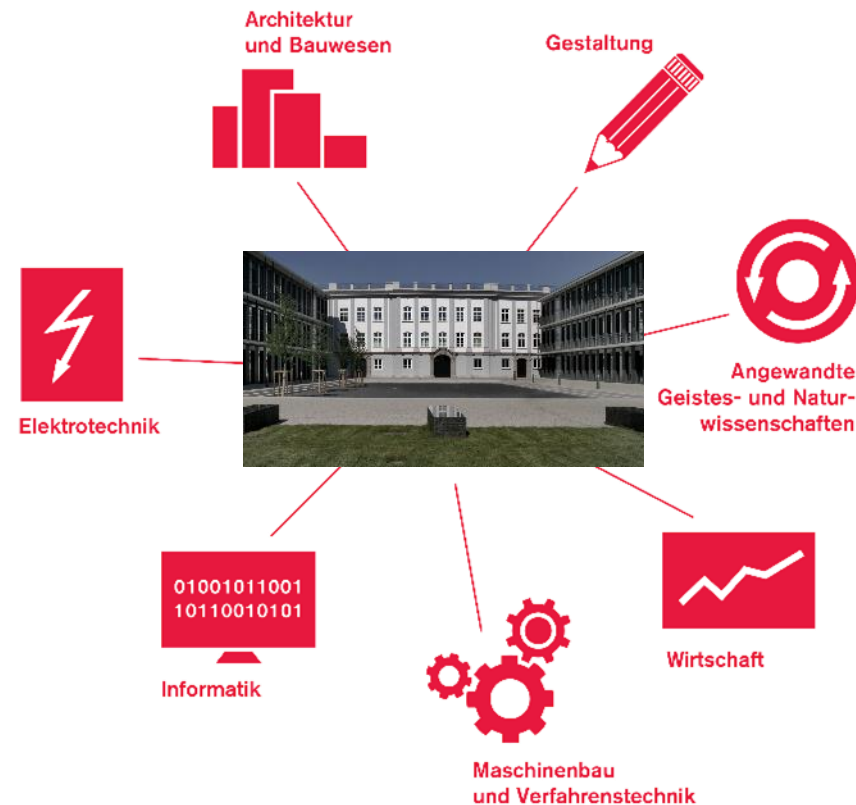 Architektur
und Bauwesen
Gestaltung
Angewandte
Geistes- und Natur-
wissenschaften
Elektrotechnik
01001011001
10110010101
Informatik
Wirtschaft
Maschinenbau
und Verfahrenstechnik